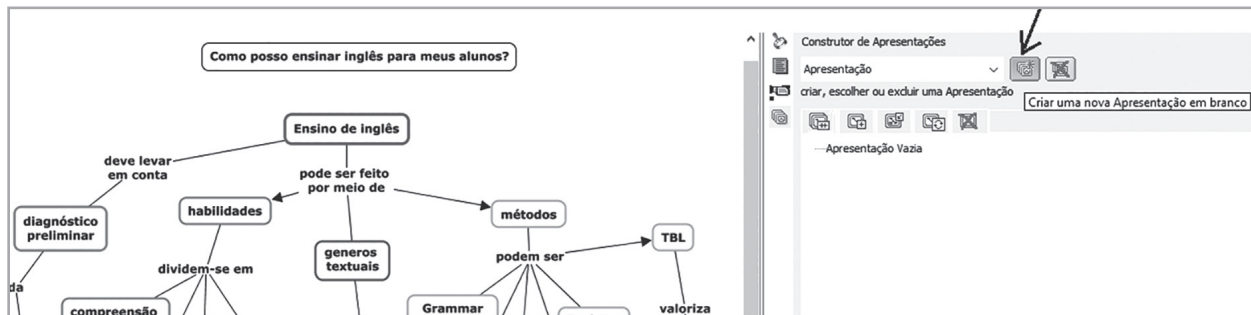 Como posso ensinar inglês para meus alunos?
Ensino de inglês
deve levar
em conta
pode ser feito
por meio de
diagnóstico
preliminar
habilidades
métodos
generos
textuais
TBL
dividem-se em
podem ser
da
compreensão
Grammar
valoriza
Construtor de Apresentações
Apresentação
criar, escolher ou excluir uma Apresentação
Criar uma nova Apresentação em branco
Apresentação Vazia